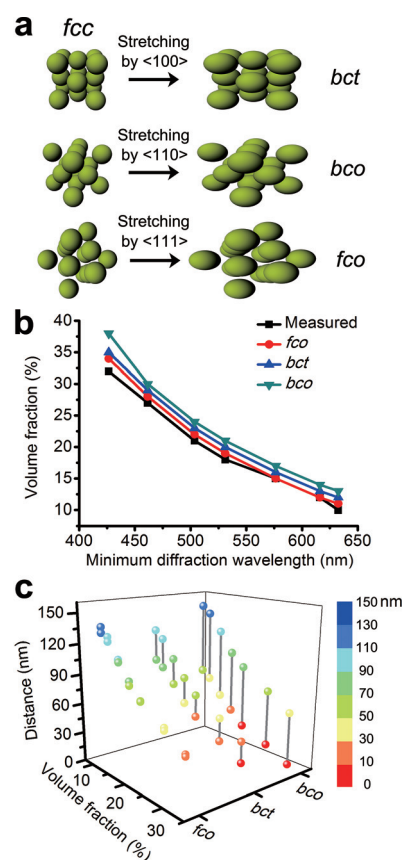 a
fcc
Stretching
by <100>
bct
Stretching
by <110>
bco
Stretching
by <111>
fco
b
40
35
30
25
20
15
10
Volume fraction (%)
Measured
fco
bct
bco
400 450 500 550 600 650
Minimum diffraction wavelength (nm)
c
150
120
90
60
30
0
Distance (nm)
10
20
30
Volume fraction (%)
fco
bct
bco
150 nm
130
110
90
70
50
30
10
0